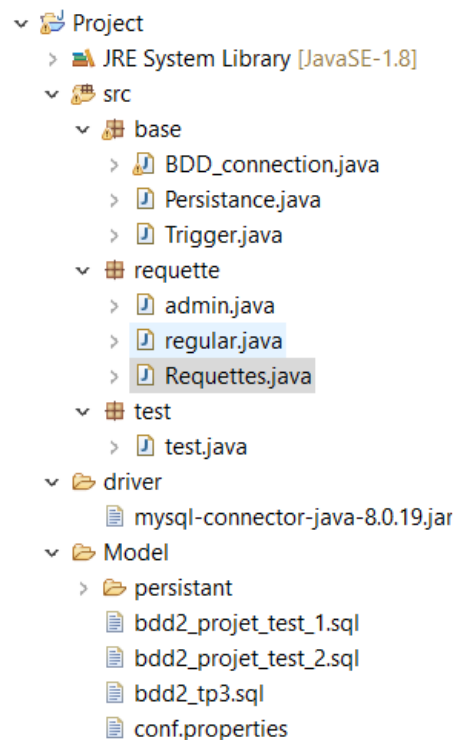 Project
JRE System Library [JavaSE-1.8]
src
base
BDD_connection.java
Persistance.java
Trigger.java
requette
admin.java
regular.java
Requettes.java
test
test.java
driver
mysql-connector-java-8.0.19.jar
Model
persistant
bdd2_projet_test_1.sql
bdd2_projet_test_2.sql
bdd2_tp3.sql
conf.properties